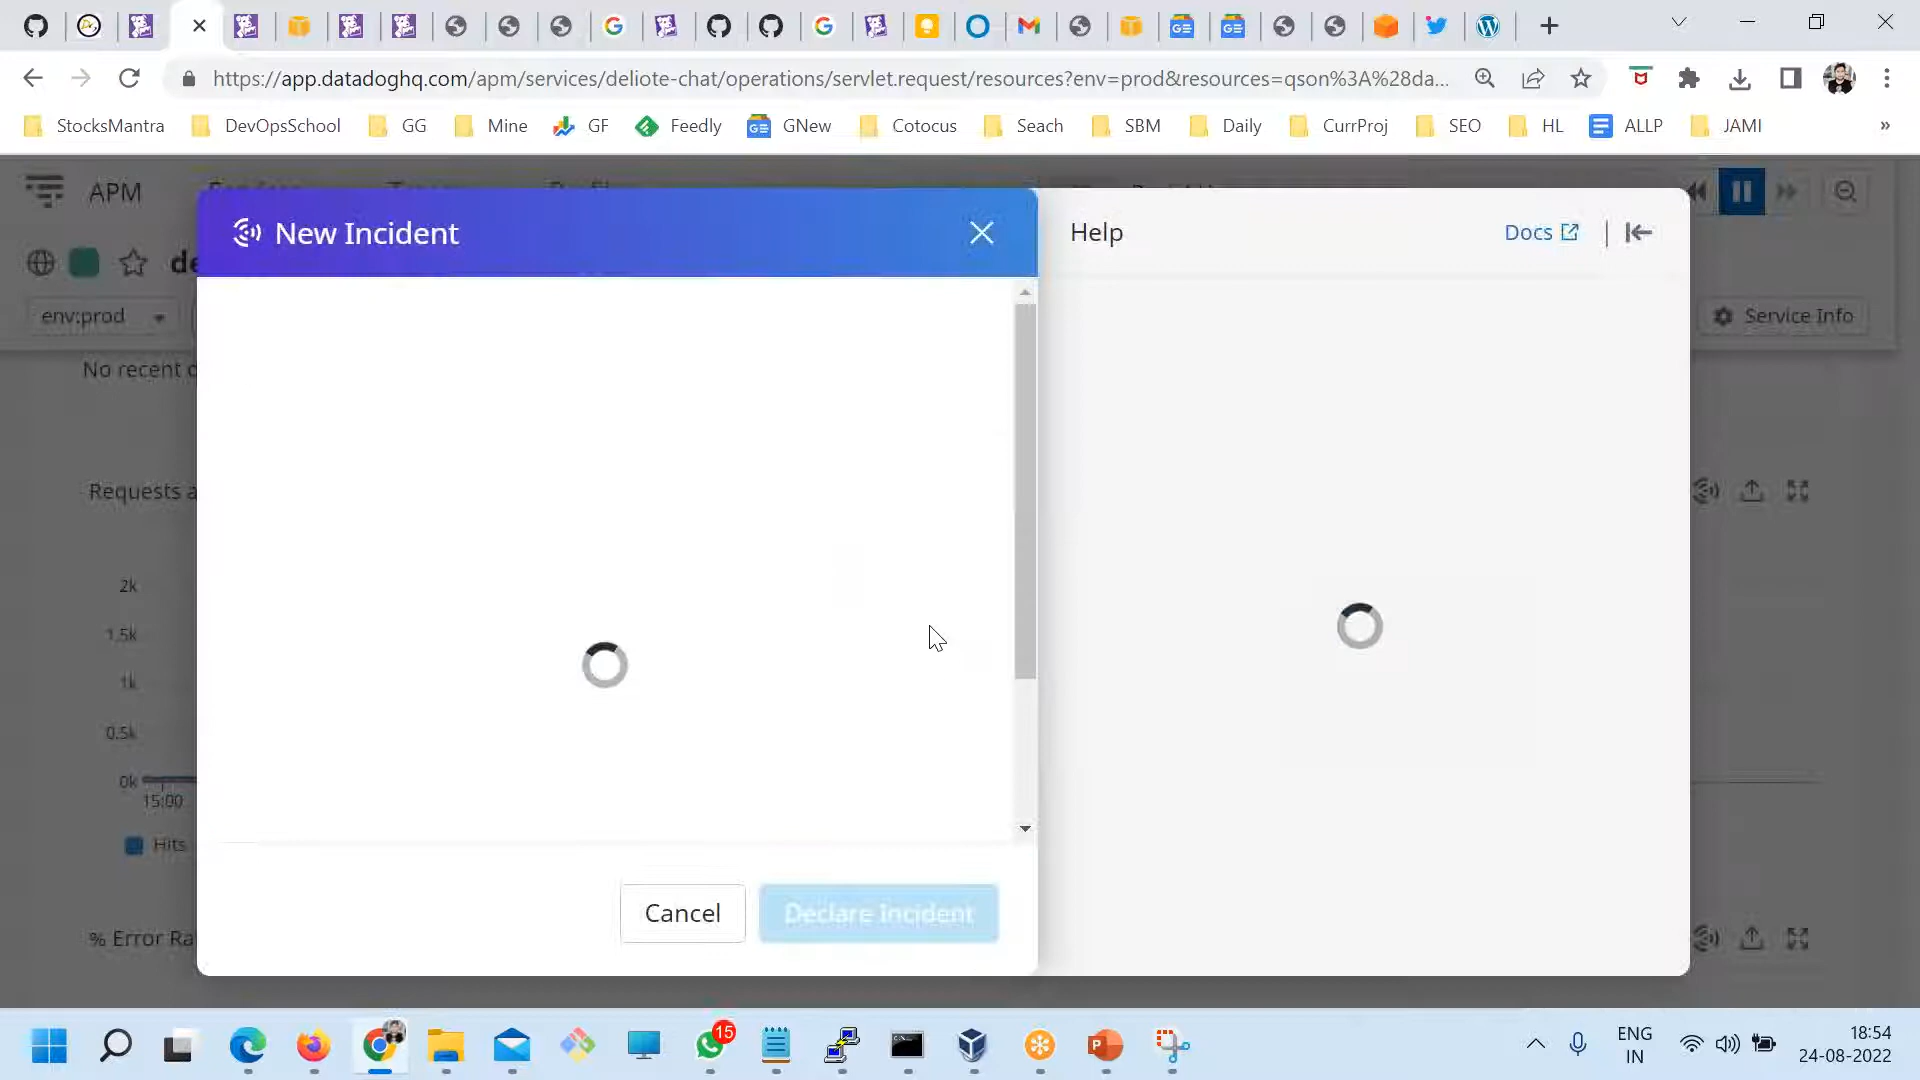 https://app.datadoghq.com/apm/services/deliote-chat/operations/servlet.request/resources?env=prod&resources=qson%3A%28da...
StocksMantra DevOpsSchool GG Mine GF Feedly GNew Cotocus Seach SBM Daily CurrProj SEO HL ALLP JAMI »
APM
New Incident
Help
Docs
de
env:prod
Service Info
No recent
Requests a
2k
1.5k
1k
0.5k
0k
15:00
Hits
Cancel
Declare Incident
% Error Ra
15
ENG
IN
18:54
24-08-2022